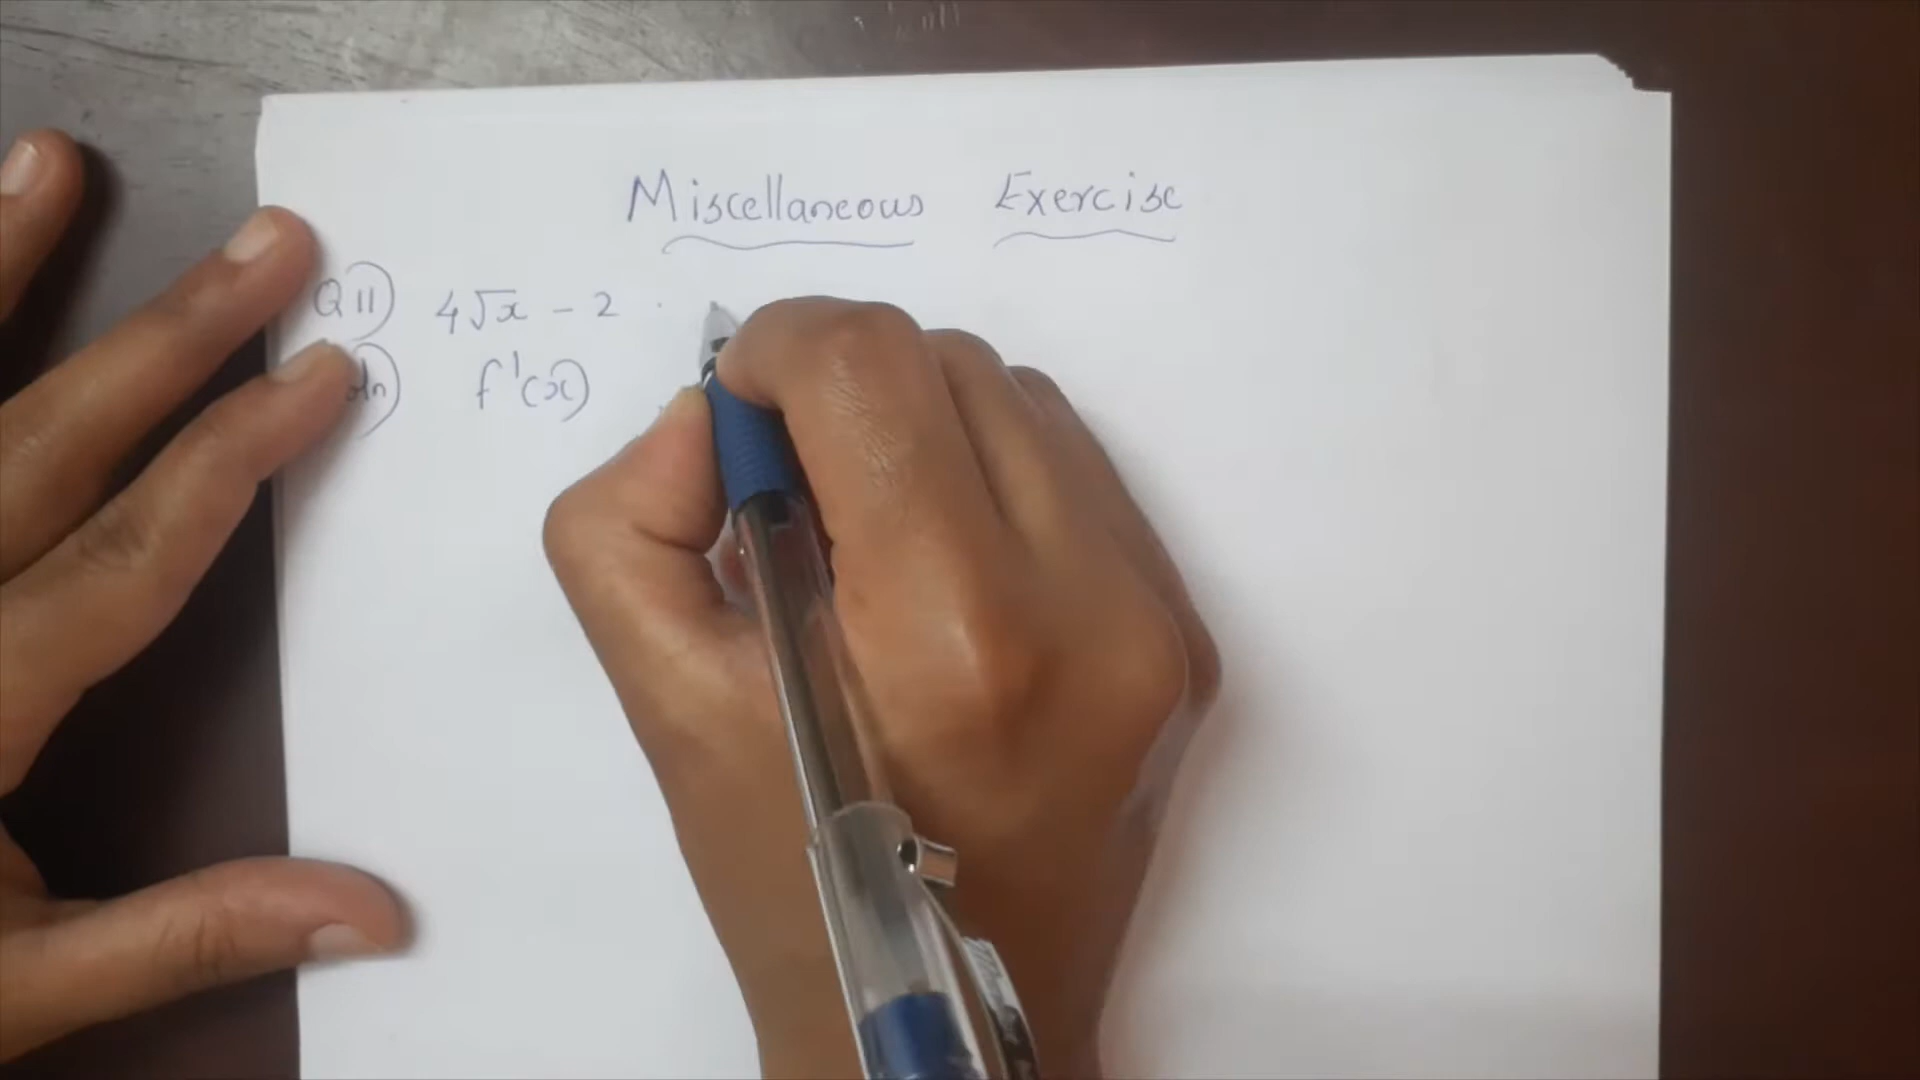 Miscellaneous Exercise
Q11) 4√x - 2
f'(x)